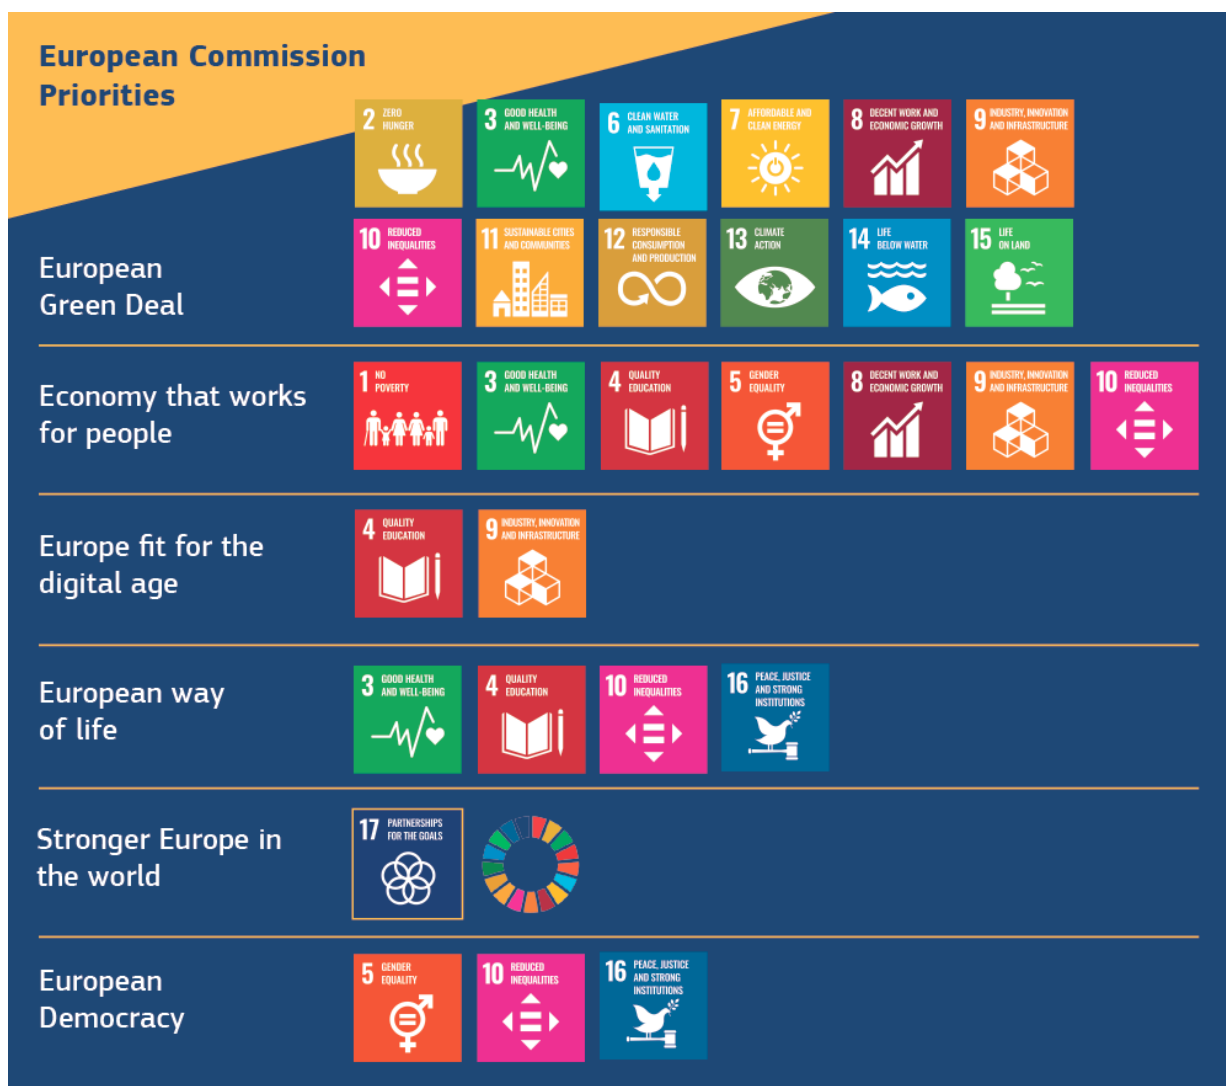 European Commission
Priorities
2 ZERO
HUNGER
3 GOOD HEALTH
AND WELL-BEING
6 CLEAN WATER
AND SANITATION
7 AFFORDABLE AND
CLEAN ENERGY
8 DECENT WORK AND
ECONOMIC GROWTH
9 INDUSTRY, INNOVATION
AND INFRASTRUCTURE
European
Green Deal
10 REDUCED
INEQUALITIES
11 SUSTAINABLE CITIES
AND COMMUNITIES
12 RESPONSIBLE
CONSUMPTION
AND PRODUCTION
13 CLIMATE
ACTION
14 LIFE
BELOW WATER
15 LIFE
ON LAND
Economy that works
for people
1 NO
POVERTY
3 GOOD HEALTH
AND WELL-BEING
4 QUALITY
EDUCATION
5 GENDER
EQUALITY
8 DECENT WORK AND
ECONOMIC GROWTH
9 INDUSTRY, INNOVATION
AND INFRASTRUCTURE
10 REDUCED
INEQUALITIES
Europe fit for the
digital age
4 QUALITY
EDUCATION
9 INDUSTRY, INNOVATION
AND INFRASTRUCTURE
European way
of life
3 GOOD HEALTH
AND WELL-BEING
4 QUALITY
EDUCATION
10 REDUCED
INEQUALITIES
16 PEACE, JUSTICE
AND STRONG
INSTITUTIONS
Stronger Europe in
the world
17 PARTNERSHIPS
FOR THE GOALS
European
Democracy
5 GENDER
EQUALITY
10 REDUCED
INEQUALITIES
16 PEACE, JUSTICE
AND STRONG
INSTITUTIONS